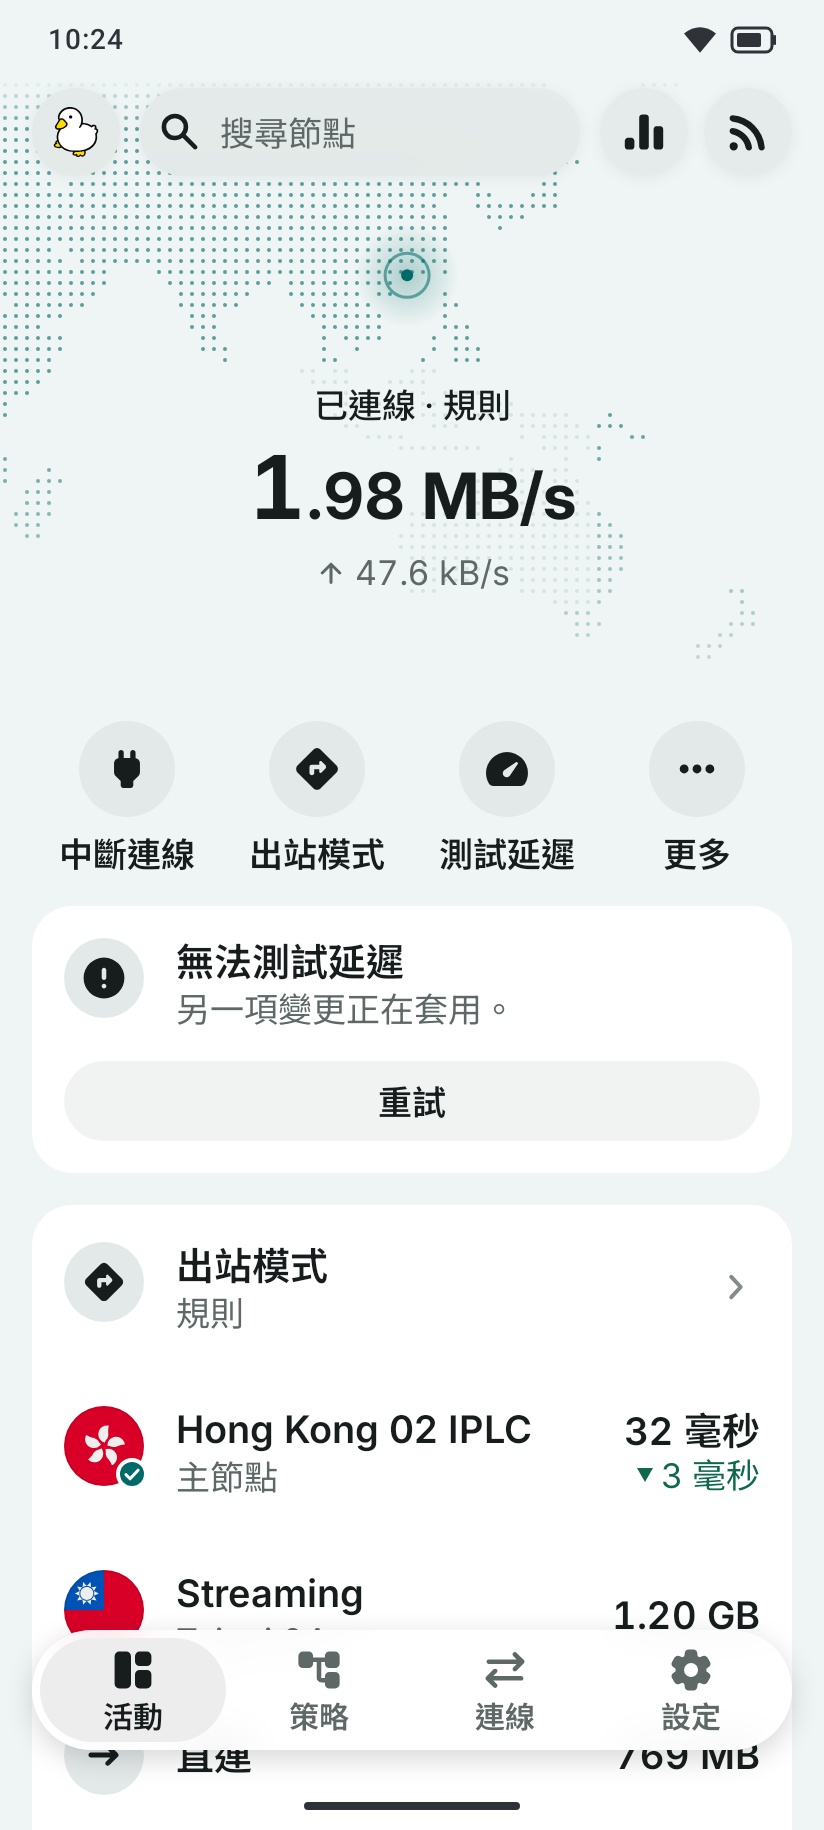 10:24
搜尋節點
已連線 · 規則
1.98 MB/s
↑ 47.6 kB/s
中斷連線
出站模式
測試延遲
更多
無法測試延遲
另一項變更正在套用。
重試
出站模式
規則
Hong Kong 02 IPLC
32 毫秒
主節點
▼3 毫秒
Streaming
1.20 GB
活動
策略
連線
設定
直連
769 MB